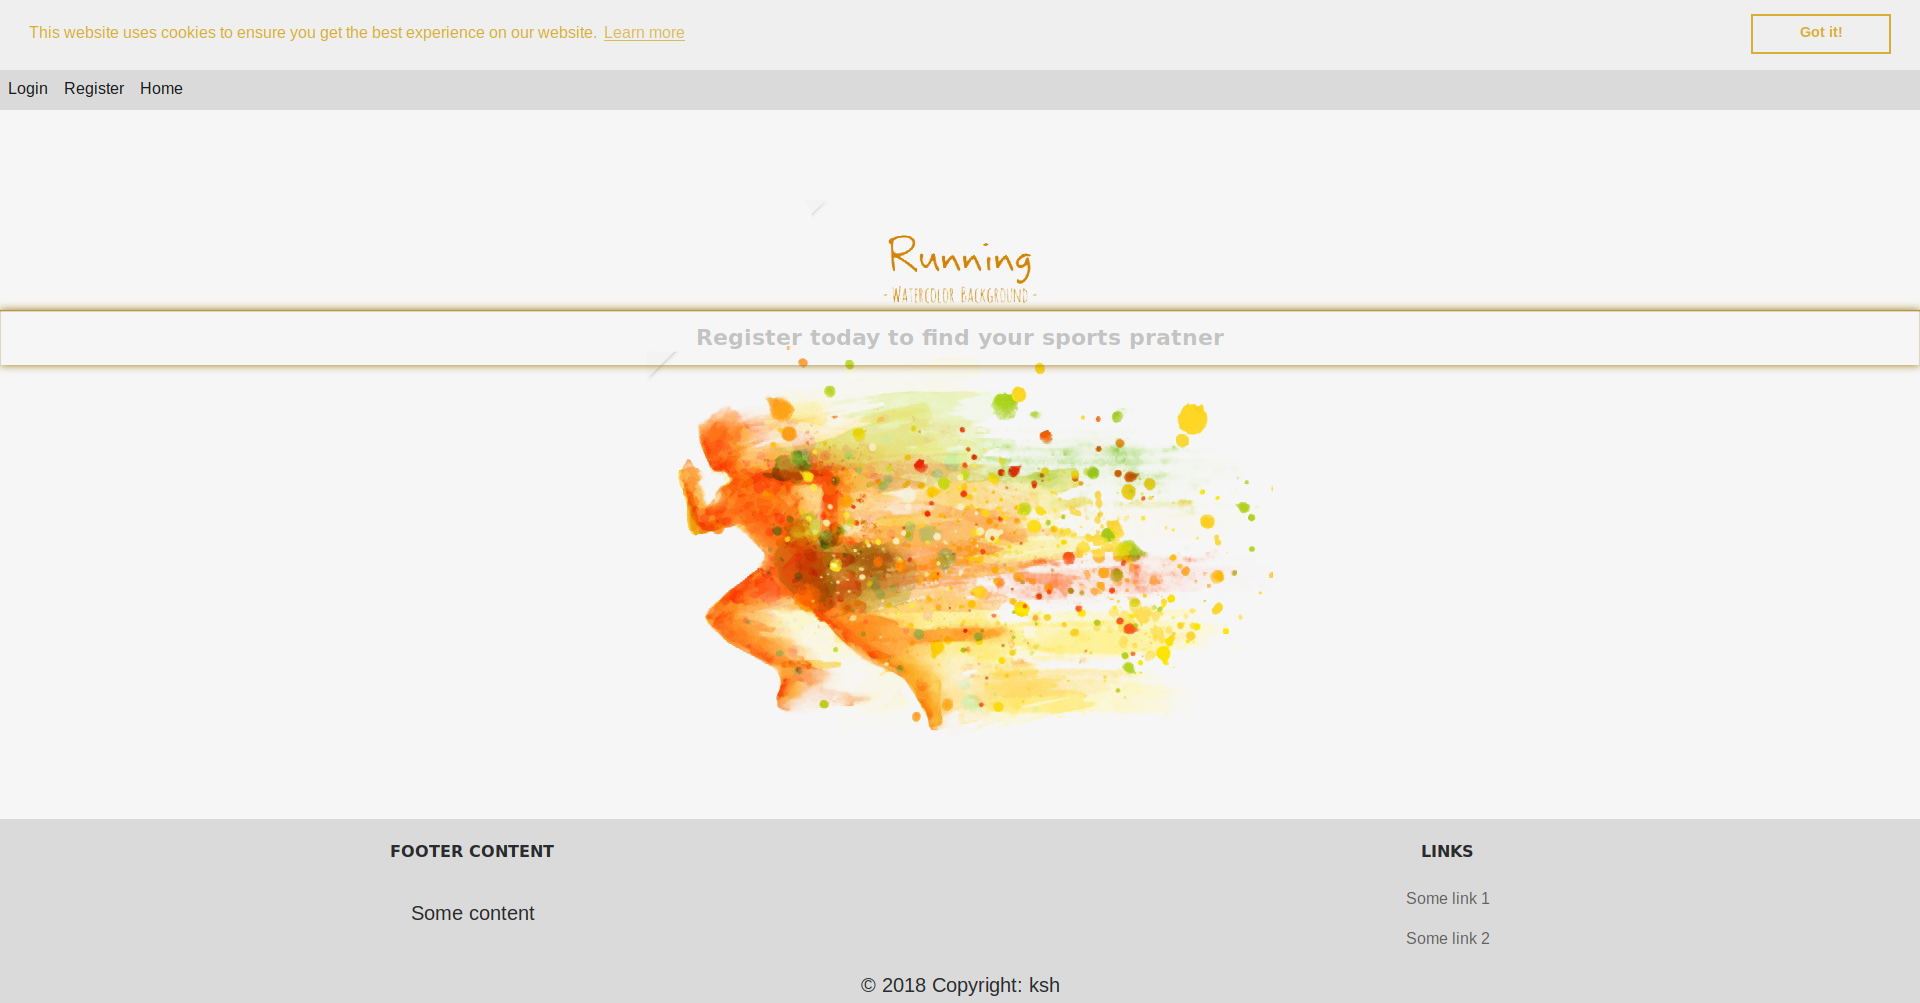 This website uses cookies to ensure you get the best experience on our website. Learn more
Got it!
Login Register Home
Running
- Watercolor Background -
Register today to find your sports pratner
FOOTER CONTENT
LINKS
Some content
Some link 1
Some link 2
© 2018 Copyright: ksh